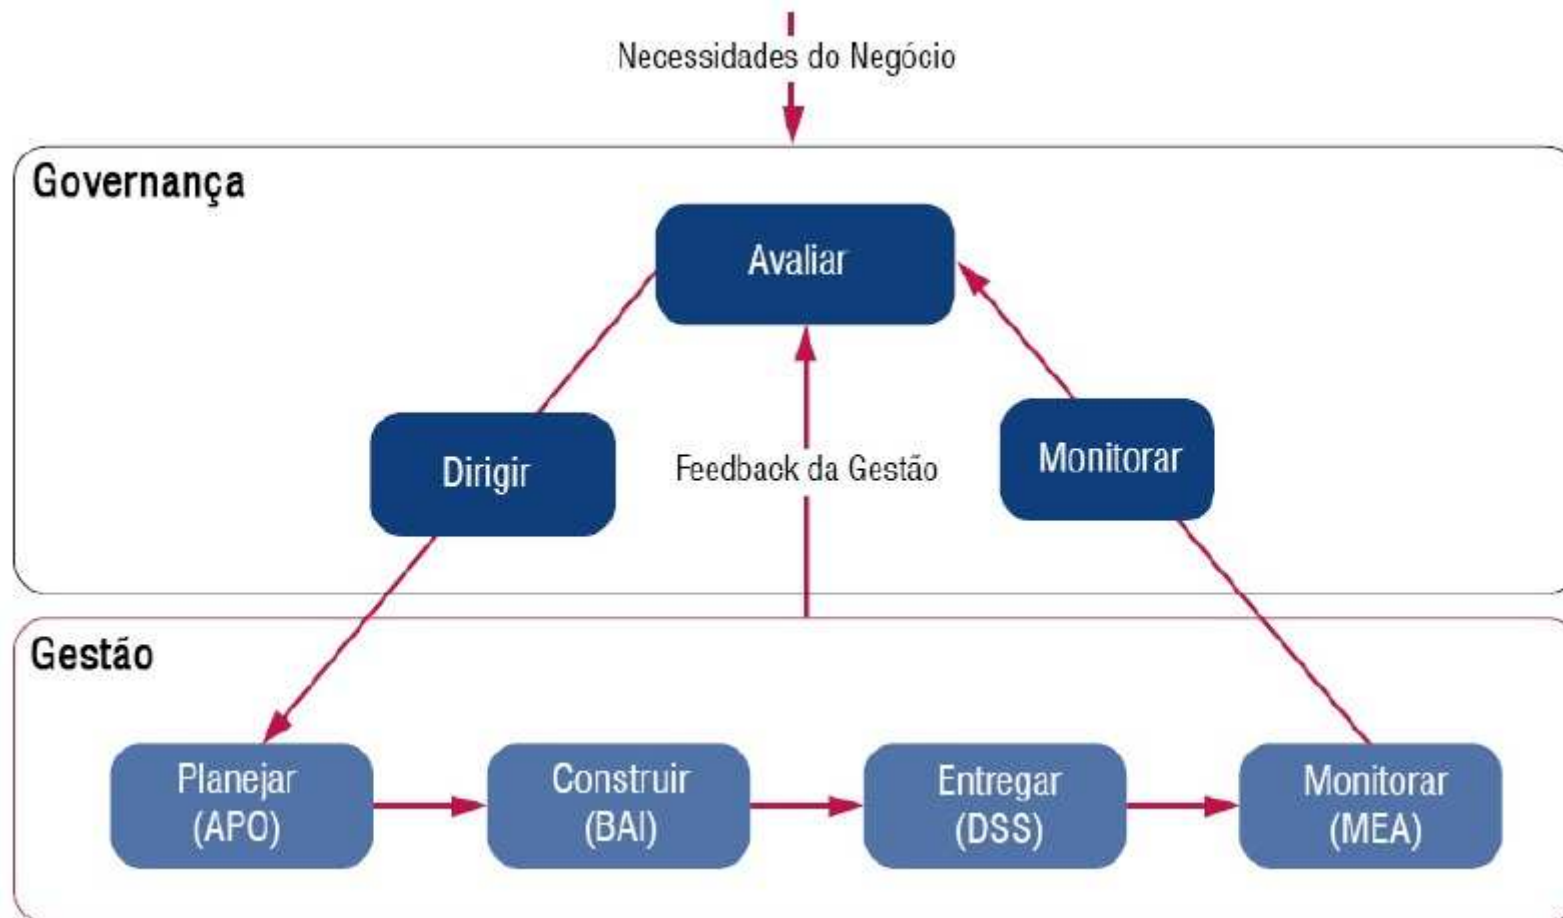 Necessidades do Negócio
Governança
Avaliar
Dirigir
Feedback da Gestão
Monitorar
Gestão
Planejar
(APO)
Construir
(BAI)
Entregar
(DSS)
Monitorar
(MEA)